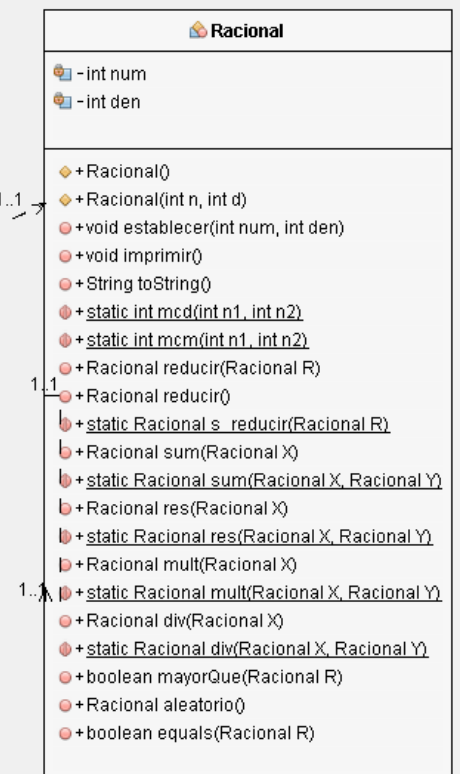 Racional
- int num
- int den
+ Racional()
1..1
+ Racional(int n, int d)
+ void establecer(int num, int den)
+ void imprimir()
+ String toString()
+ static int mcd(int n1, int n2)
+ static int mcm(int n1, int n2)
+ Racional reducir(Racional R)
1..1
+ Racional reducir()
+ static Racional s_reducir(Racional R)
+ Racional sum(Racional X)
+ static Racional sum(Racional X, Racional Y)
+ Racional res(Racional X)
+ static Racional res(Racional X, Racional Y)
+ Racional mult(Racional X)
+ static Racional mult(Racional X, Racional Y)
+ Racional div(Racional X)
+ static Racional div(Racional X, Racional Y)
+ boolean mayorQue(Racional R)
+ Racional aleatorio()
+ boolean equals(Racional R)